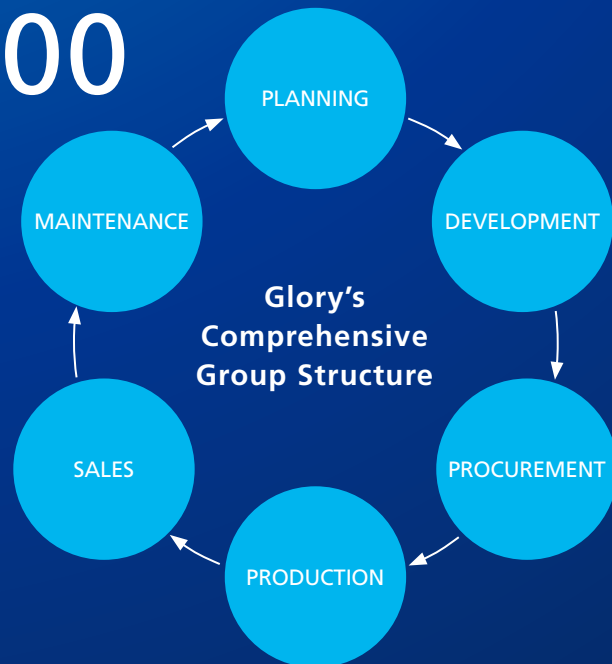 00
PLANNING
MAINTENANCE
DEVELOPMENT
Glory's
Comprehensive
Group Structure
SALES
PROCUREMENT
PRODUCTION